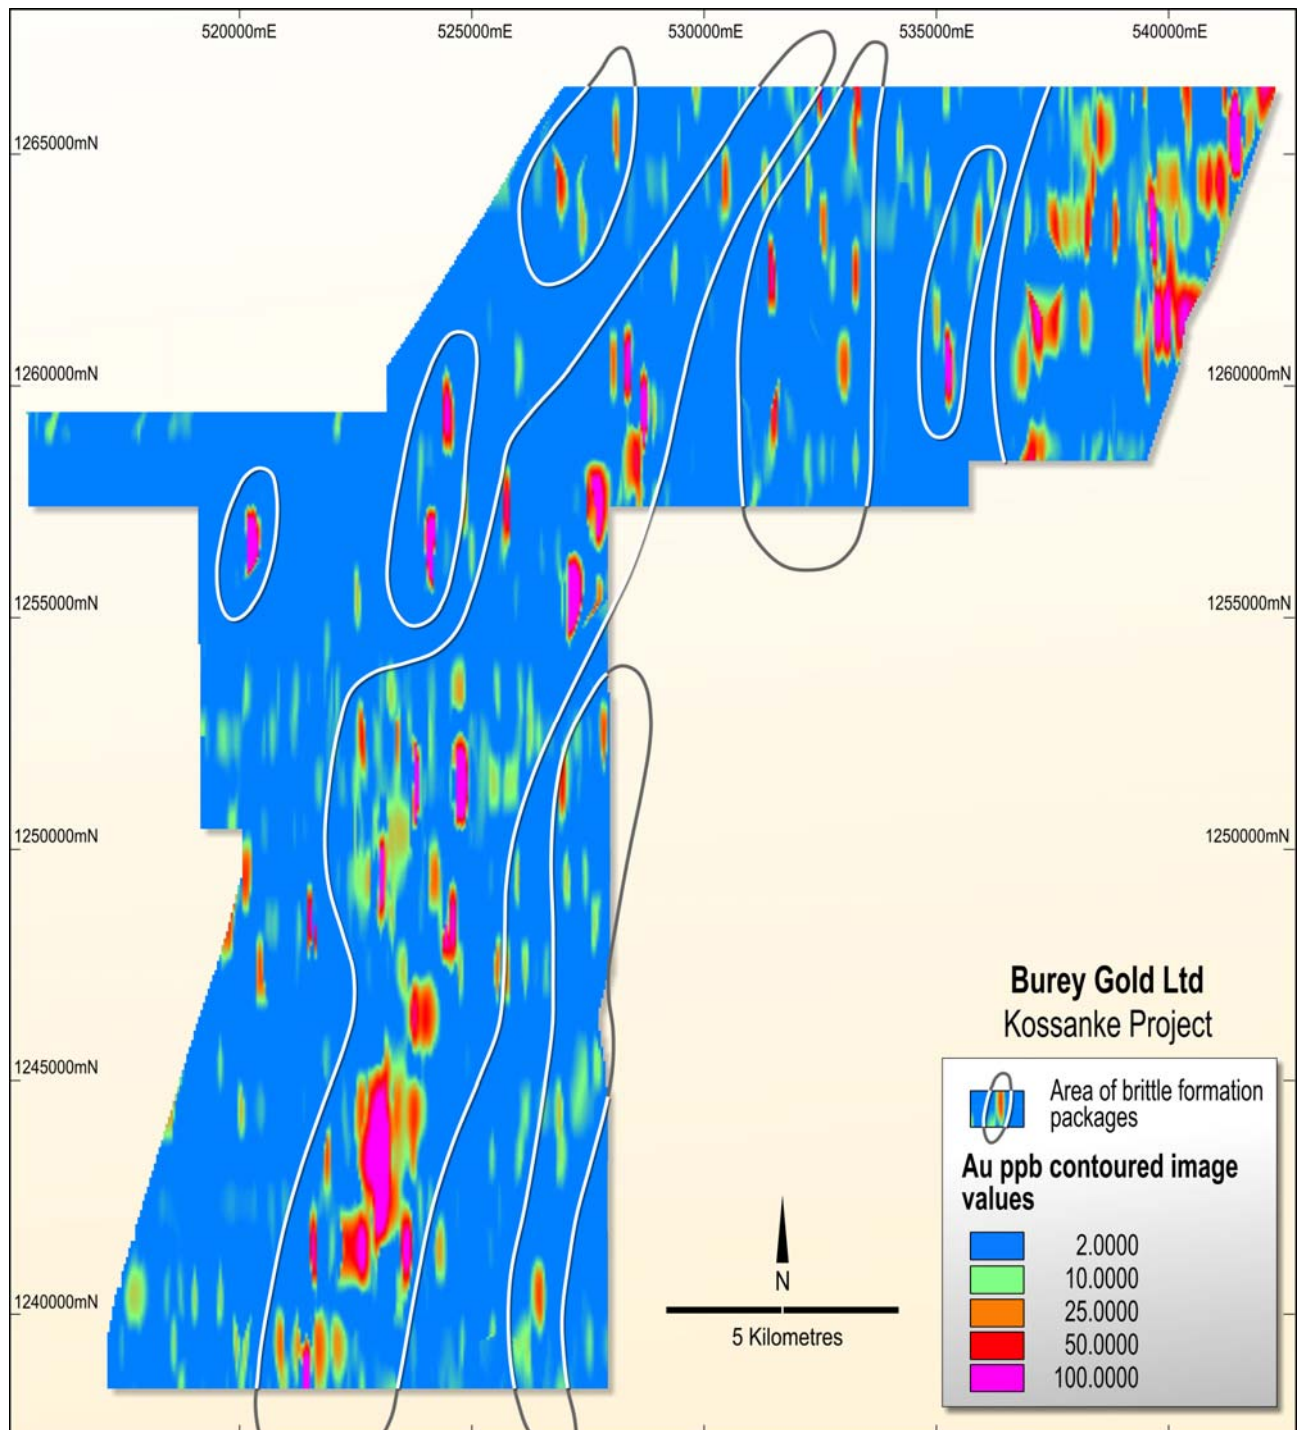 520000mE 525000mE 530000mE 535000mE 540000mE
1265000mN
1260000mN 1260000mN
1255000mN 1255000mN
1250000mN 1250000mN
1245000mN
1240000mN
Burey Gold Ltd
Kossanke Project
Area of brittle formation
packages
Au ppb contoured image
values
2.0000
10.0000
25.0000
50.0000
100.0000
N
5 Kilometres